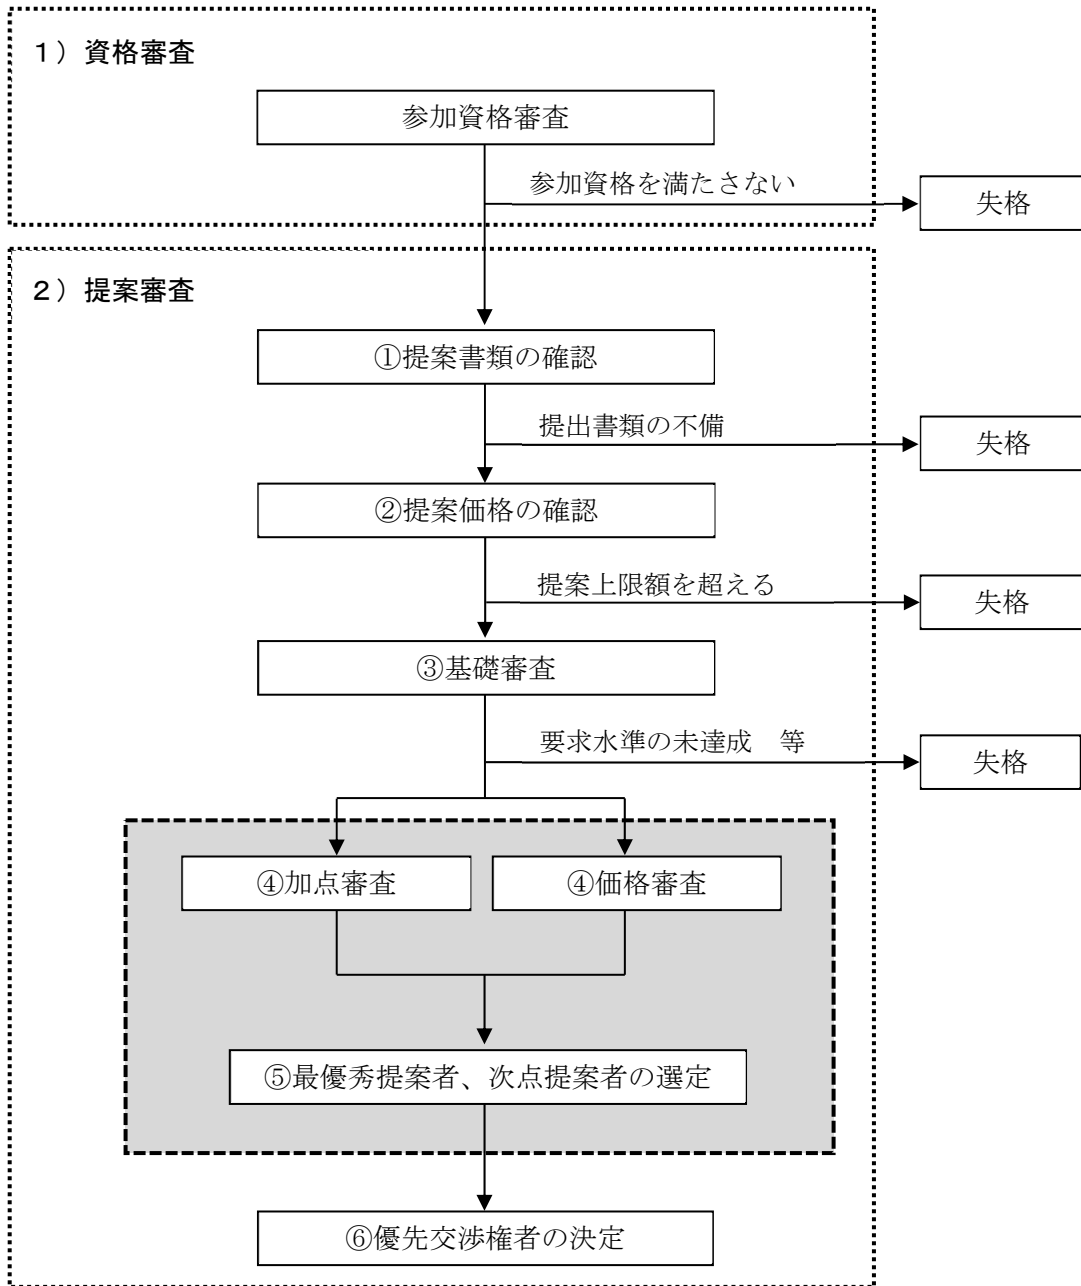 １）資格審査
参加資格審査
参加資格を満たさない
失格
２）提案審査
①提案書類の確認
提出書類の不備
失格
②提案価格の確認
提案上限額を超える
失格
③基礎審査
要求水準の未達成　等
失格
④加点審査
④価格審査
⑤最優秀提案者、次点提案者の選定
⑥優先交渉権者の決定